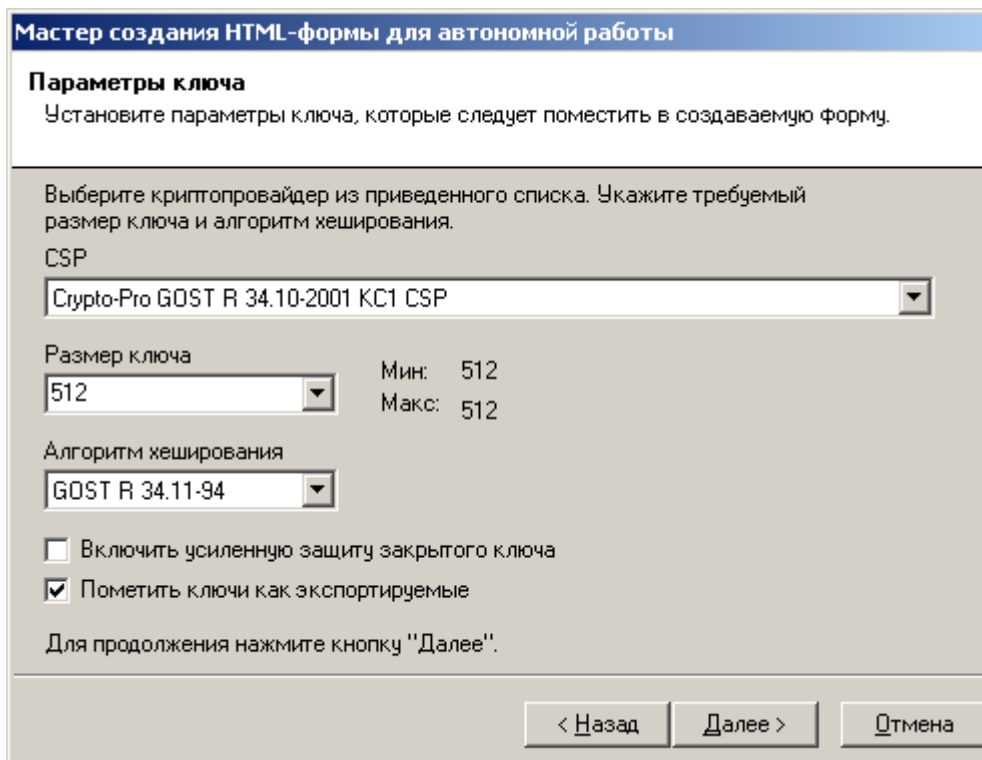 Мастер создания HTML-формы для автономной работы
Параметры ключа
Установите параметры ключа, которые следует поместить в создаваемую форму.
Выберите криптопровайдер из приведенного списка. Укажите требуемый
размер ключа и алгоритм хеширования.
CSP
Crypto-Pro GOST R 34.10-2001 KC1 CSP
Размер ключа
512
Мин: 512
Макс: 512
Алгоритм хеширования
GOST R 34.11-94
Включить усиленную защиту закрытого ключа
Пометить ключи как экспортируемые
Для продолжения нажмите кнопку "Далее".
< Назад Далее > Отмена